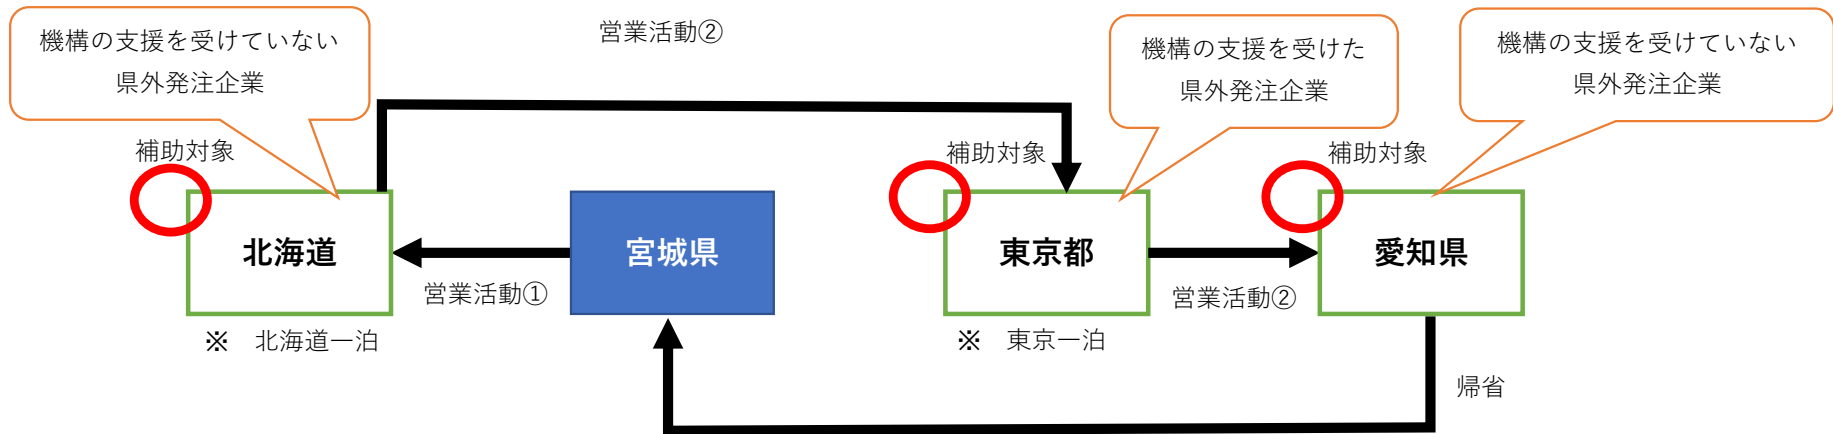 機構の支援を受けていない
県外発注企業
営業活動②
機構の支援を受けた
県外発注企業
機構の支援を受けていない
県外発注企業
補助対象
補助対象
補助対象
北海道
宮城県
東京都
愛知県
営業活動①
営業活動②
※　北海道一泊
※　東京一泊
帰省